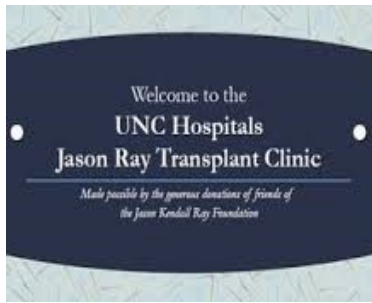 Welcome to the
UNC Hospitals
Jason Ray Transplant Clinic
Made possible by the generous donations of friends of
the Jason Kendall Ray Foundation